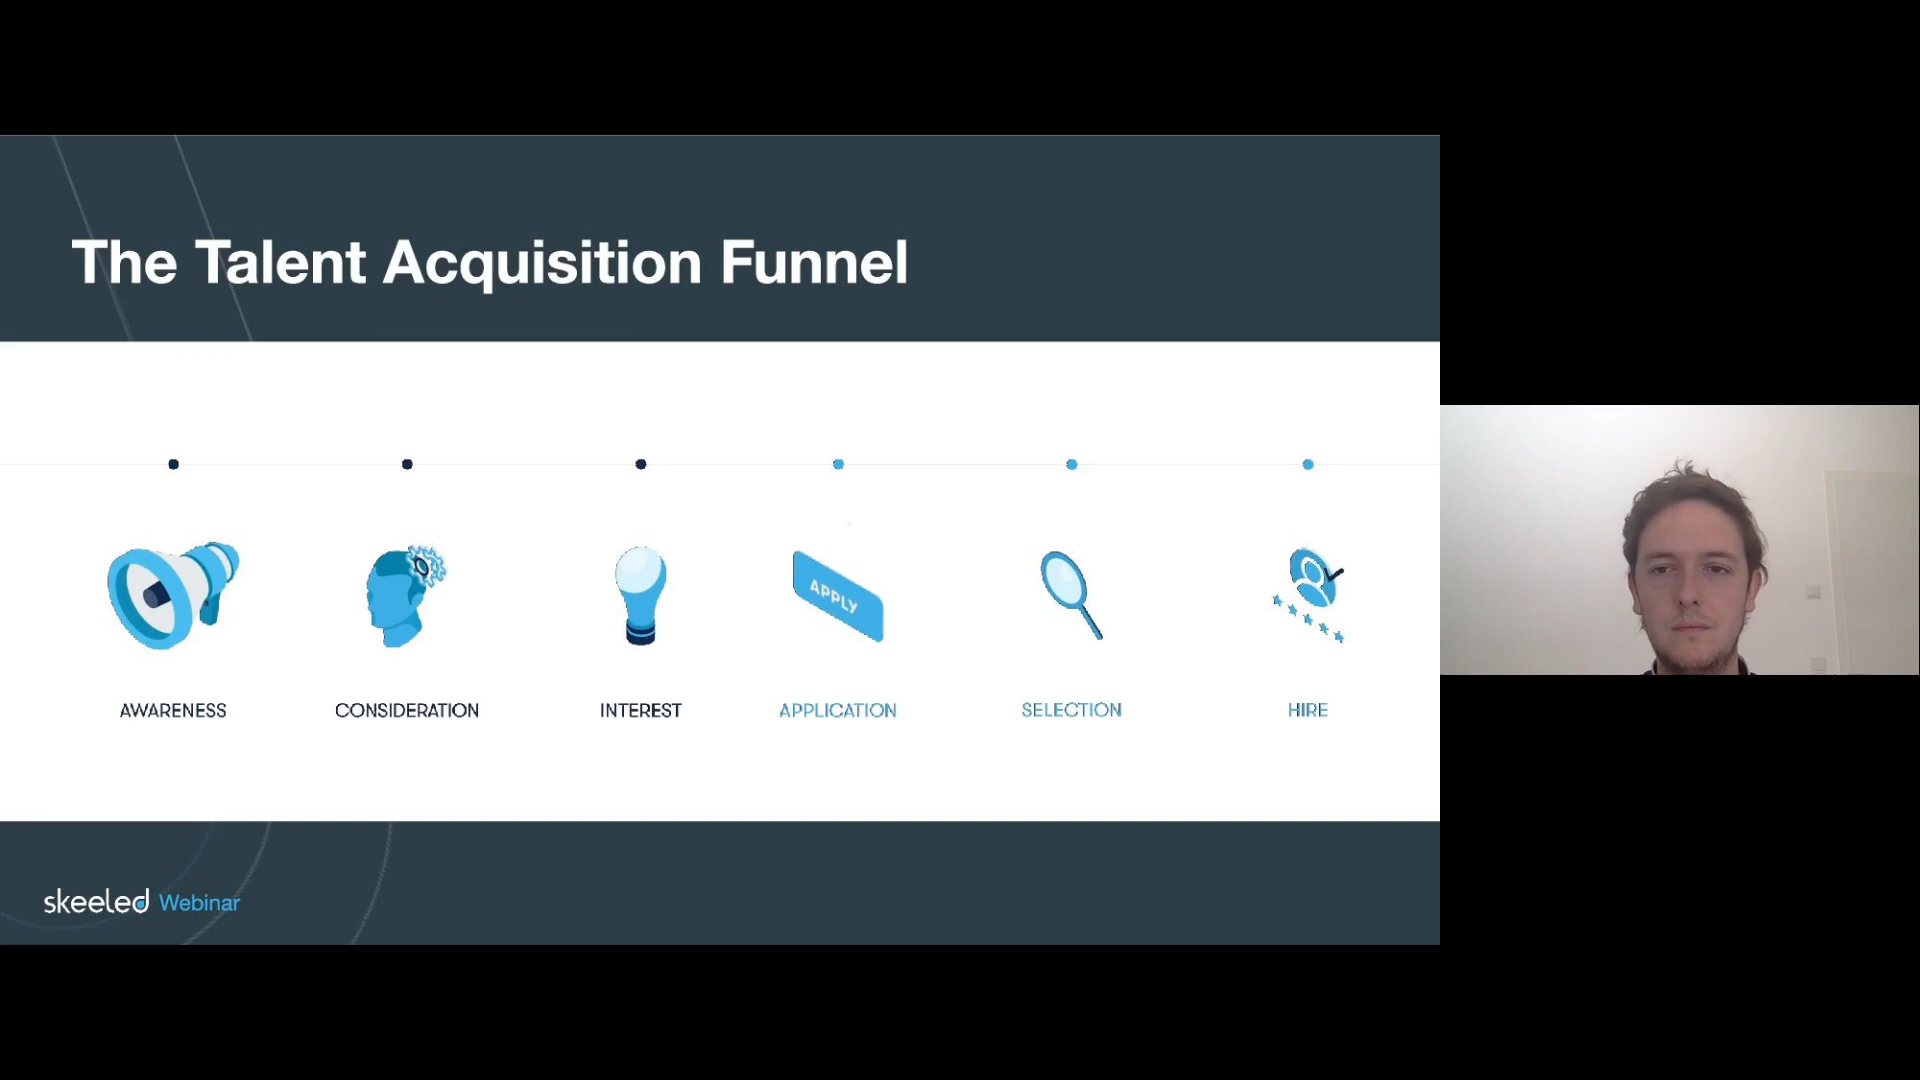 The Talent Acquisition Funnel
APPLY
AWARENESS
CONSIDERATION
INTEREST
APPLICATION
SELECTION
HIRE
skeeled Webinar